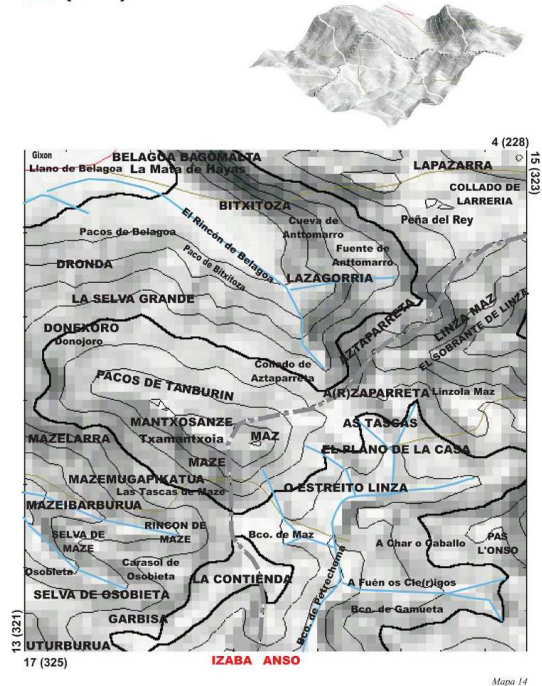 4 (228)
15 (323)
Gixon
BELAGOA BAGOMALTA
Llano de Belagoa
La Mata de Hayas
LAPAZARRA
COLLADO DE
LARRERIA
BITXITOZA
El Rincón de Belagoa
Cueva de
Anttomarro
Peña del Rey
Pacos de Belagoa
Paco de Bitxitoza
Fuente de
Anttomarro
DRONDA
LAZAGORRIA
LA SELVA GRANDE
LINZA MAZ
EL SOBRANTE DE LINZA
AZTAPARRETA
DONEXORO
Donojoro
Collado de
Aztaparreta
PACOS DE TANBURIN
A(R)ZAPARRETA
Linzola Maz
MANTXOSANZE
AS TASCAS
MAZELARRA
Txamantxoia
MAZ
EL PLANO DE LA CASA
MAZE
MAZEMUGAPIKATUA
Las Tascas de Maze
O ESTREITO LINZA
MAZEIBARBURUA
RINCON DE
MAZE
SELVA DE
MAZE
Bco. de Maz
A Char o Caballo
PAS
L'ONSO
Osobieta
Carasol de
Osobieta
LA CONTIENDA
Bco. de Petrechema
A Fuén os Cle(r)igos
SELVA DE OSOBIETA
Bco. de Gamueta
GARBISA
13 (321)
UTURBURUA
17 (325)
IZABA ANSO
Mapa 14